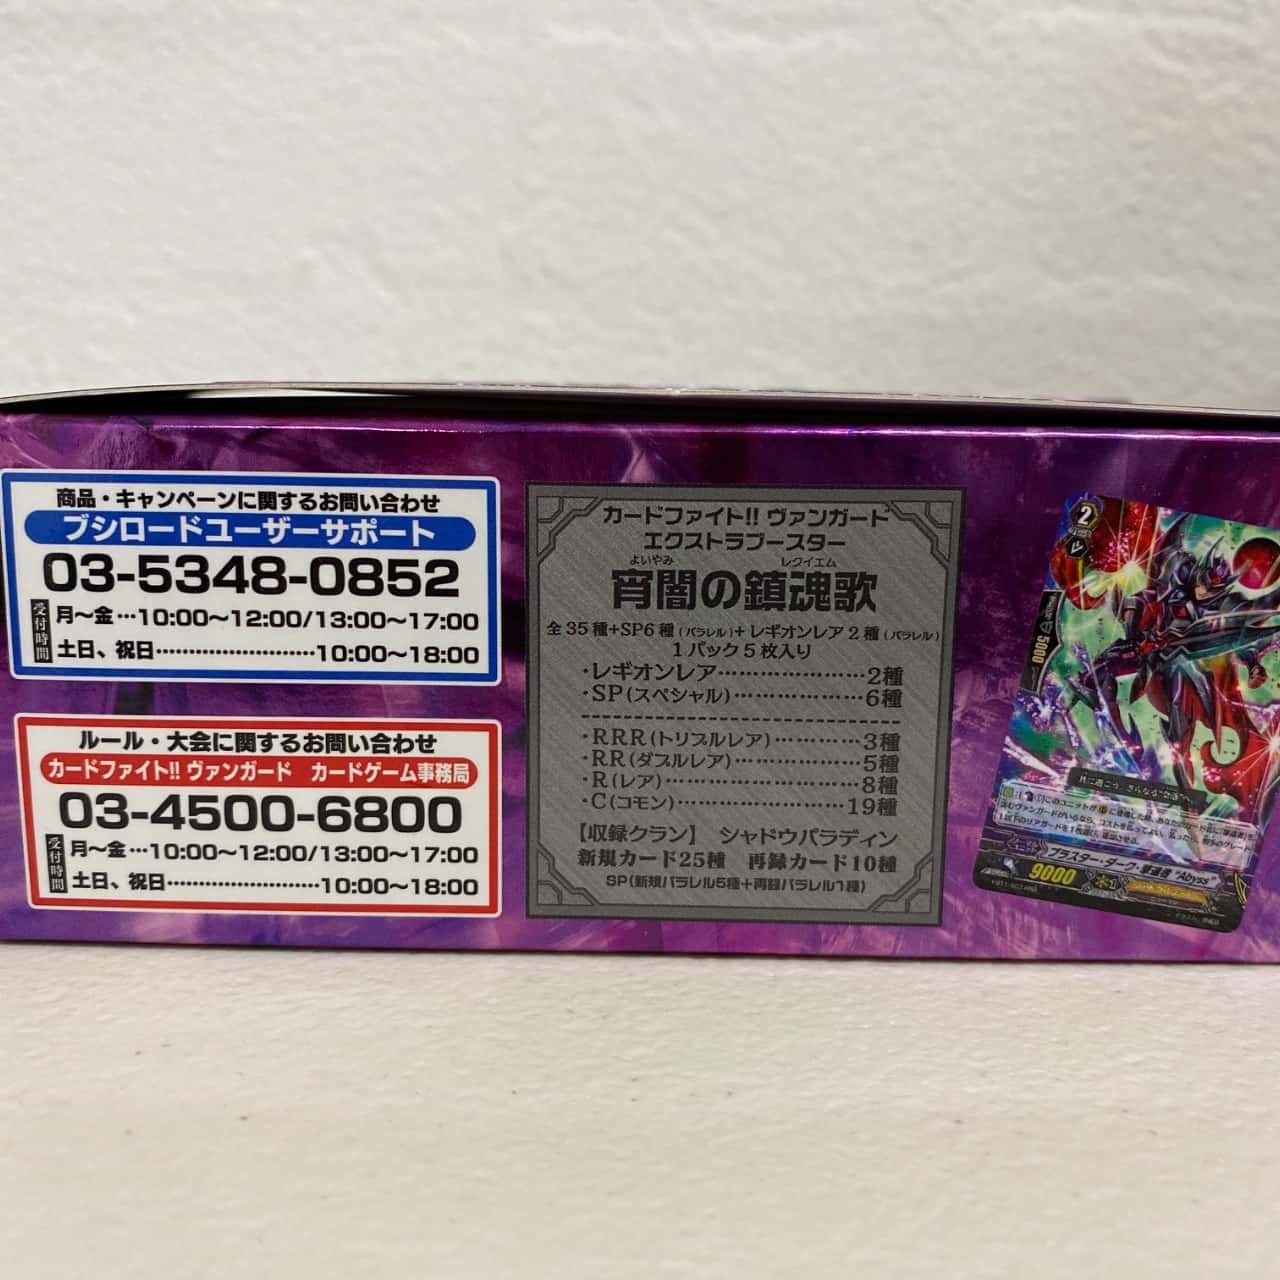 商品・キャンペーンに関するお問い合わせ
ブシロードユーザーサポート
03-5348-0852
受付時間
月～金…10:00～12:00/13:00～17:00
土日、祝日……………………10:00～18:00
ルール・大会に関するお問い合わせ
カードファイト!! ヴァンガード カードゲーム事務局
03-4500-6800
受付時間
月～金…10:00～12:00/13:00～17:00
土日、祝日……………………10:00～18:00
カードファイト!! ヴァンガード
エクストラブースター
よいやみ レクイエム
宵闇の鎮魂歌
全35種+SP6種(パラレル)+レギオンレア2種(パラレル)
1パック5枚入り
・レギオンレア…………………2種
・SP(スペシャル)………………6種
・RRR(トリプルレア)…………3種
・RR(ダブルレア)………………5種
・R(レア)…………………………8種
・C(コモン)……………………19種
【収録クラン】 シャドウパラディン
新規カード25種 再録カード10種
SP(新規パラレル5種+再録パラレル1種)
2
5000
共に過ごう、さらなる"奈落"へ。
ブラスター・ダーク・撃退者 "Abyss"
9000